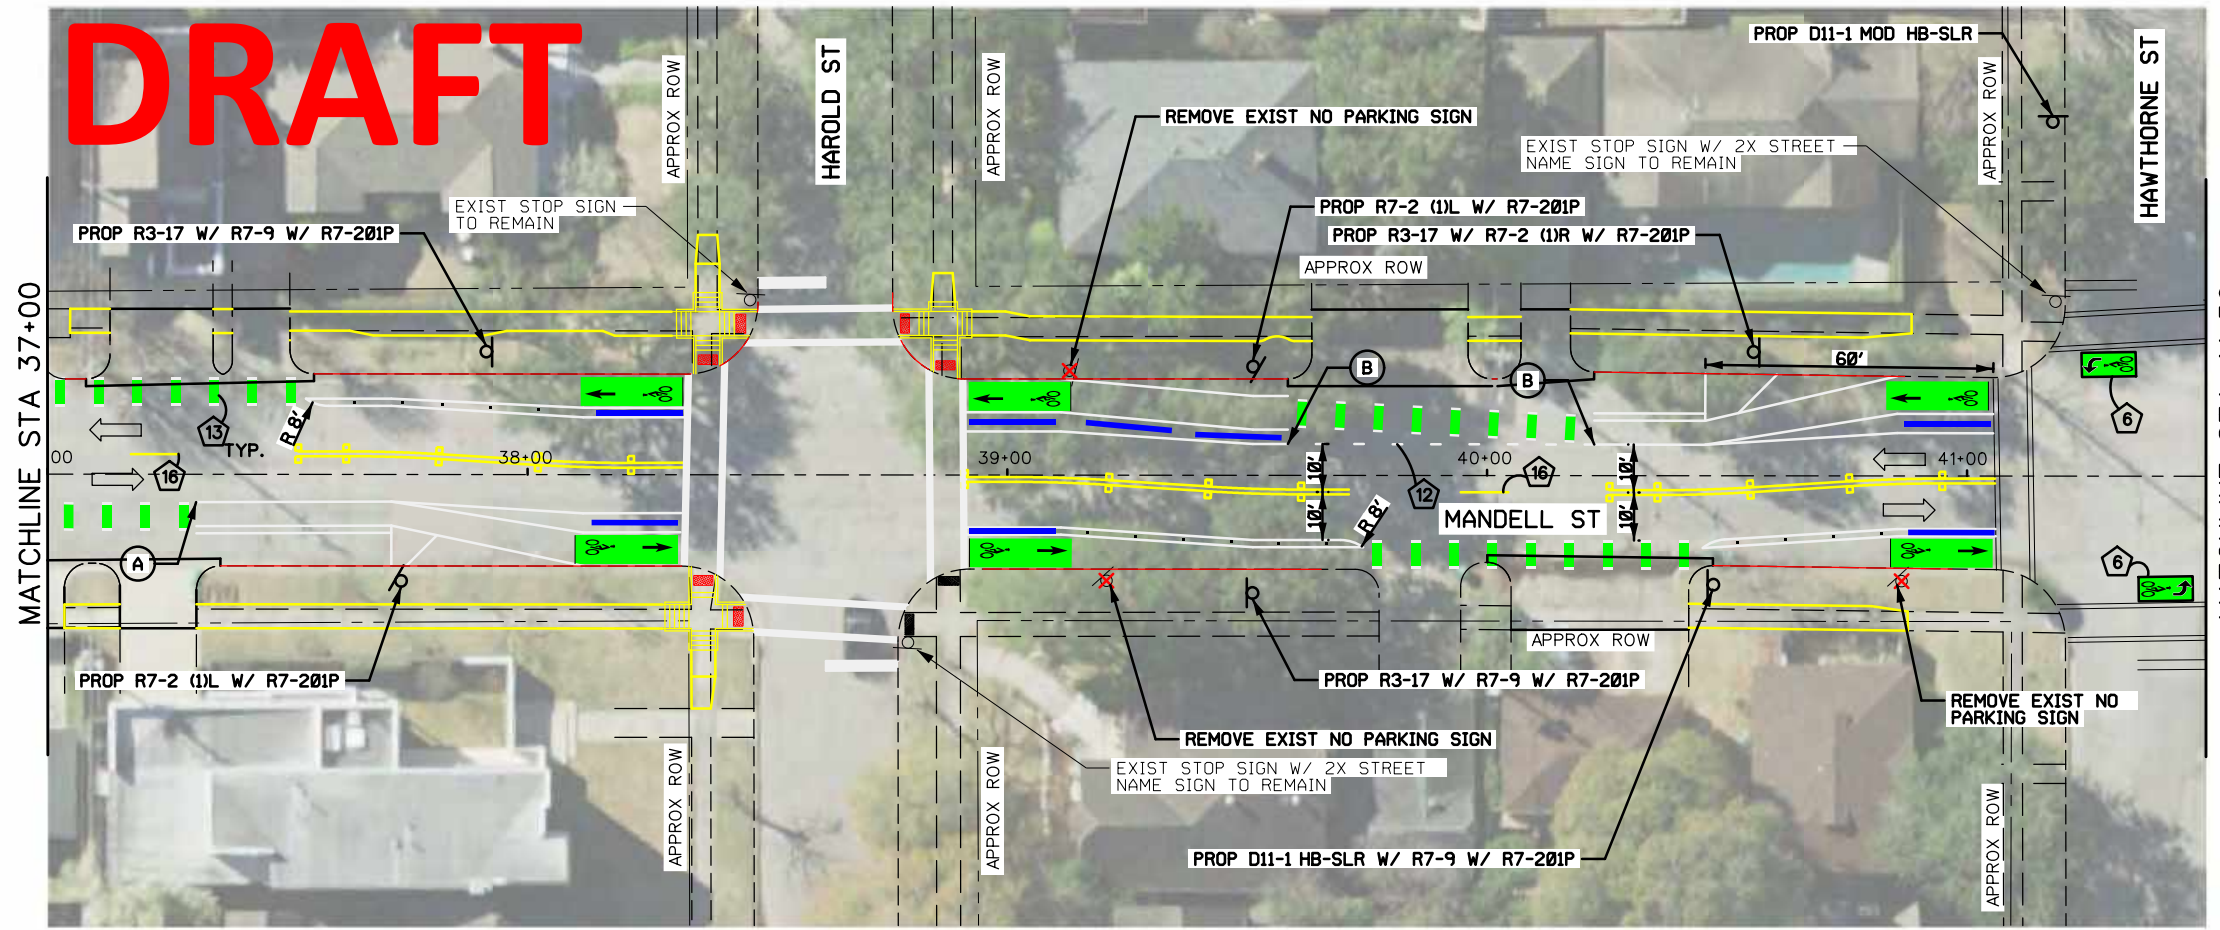 DRAFT
PROP D11-1 MOD HB-SLR
HAROLD ST
HAWTHORNE ST
APPROX ROW
APPROX ROW
APPROX ROW
REMOVE EXIST NO PARKING SIGN
EXIST STOP SIGN W/ 2X STREET
NAME SIGN TO REMAIN
EXIST STOP SIGN
TO REMAIN
PROP R7-2 (1)L W/ R7-201P
PROP R3-17 W/ R7-9 W/ R7-201P
PROP R3-17 W/ R7-2 (1)R W/ R7-201P
APPROX ROW
MATCHLINE STA 37+00
60'
B
B
6
R 8'
13
TYP.
00
16
38+00
39+00
40+00
41+00
10'
10'
12
16
10'
10'
R 8'
MANDELL ST
A
6
APPROX ROW
PROP R7-2 (1)L W/ R7-201P
PROP R3-17 W/ R7-9 W/ R7-201P
REMOVE EXIST NO
PARKING SIGN
REMOVE EXIST NO PARKING SIGN
EXIST STOP SIGN W/ 2X STREET
NAME SIGN TO REMAIN
APPROX ROW
APPROX ROW
APPROX ROW
PROP D11-1 HB-SLR W/ R7-9 W/ R7-201P